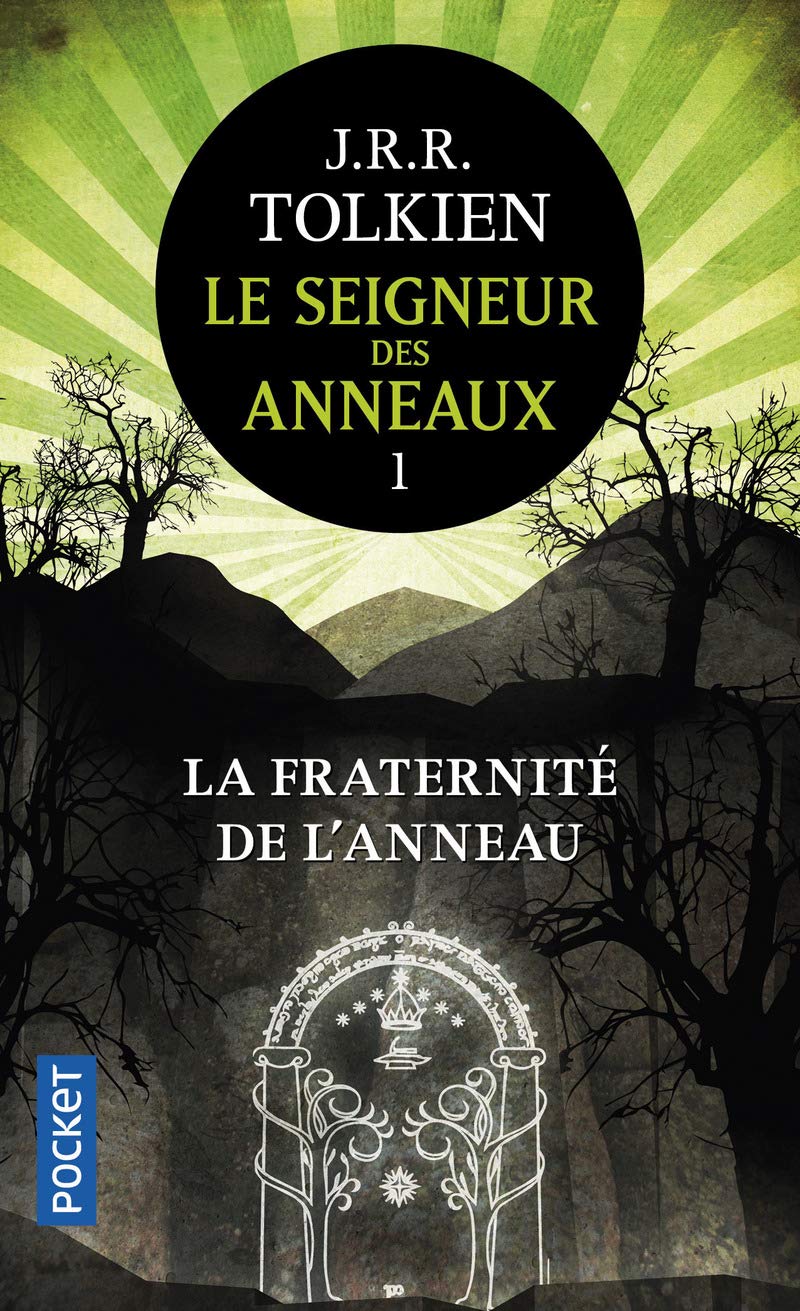 J.R.R.
TOLKIEN
LE SEIGNEUR
DES
ANNEAUX
1
LA FRATERNITÉ
DE L'ANNEAU
POCKET